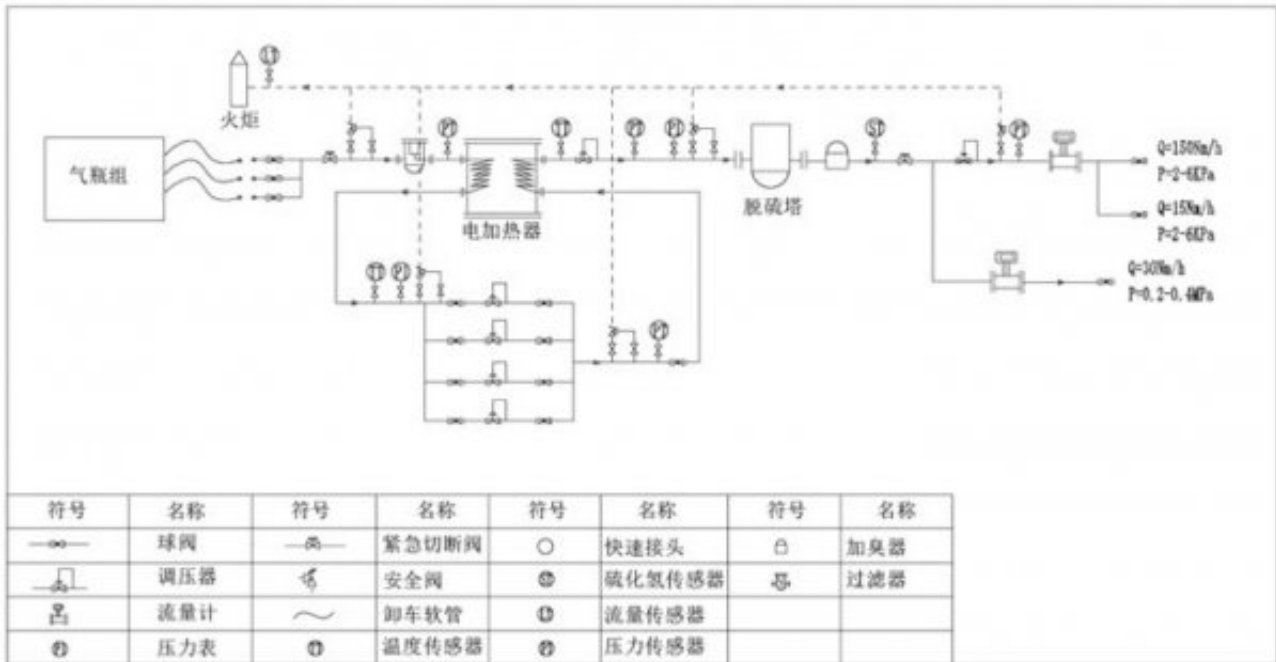 火炬
气瓶组
电加热器
脱硫塔
Q=150Nm/h
P=2-6KPa
Q=15Nm/h
P=2-6KPa
Q=30Nm/h
P=0.2-0.4MPa
符号 名称 符号 名称 符号 名称 符号 名称
球阀 紧急切断阀 快速接头 加臭器
调压器 安全阀 硫化氢传感器 过滤器
流量计 卸车软管 流量传感器
压力表 温度传感器 压力传感器